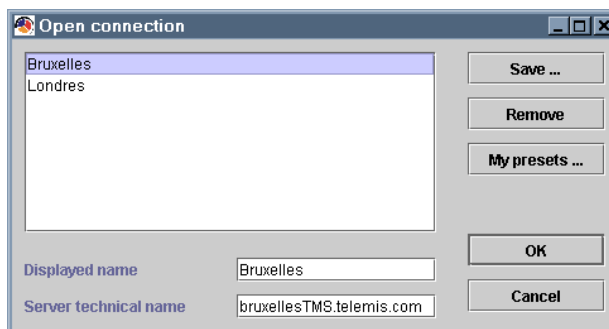 Open connection
Bruxelles
Londres
Save ...
Remove
My presets ...
Displayed name
Bruxelles
OK
Server technical name
bruxellesTMS.telemis.com
Cancel